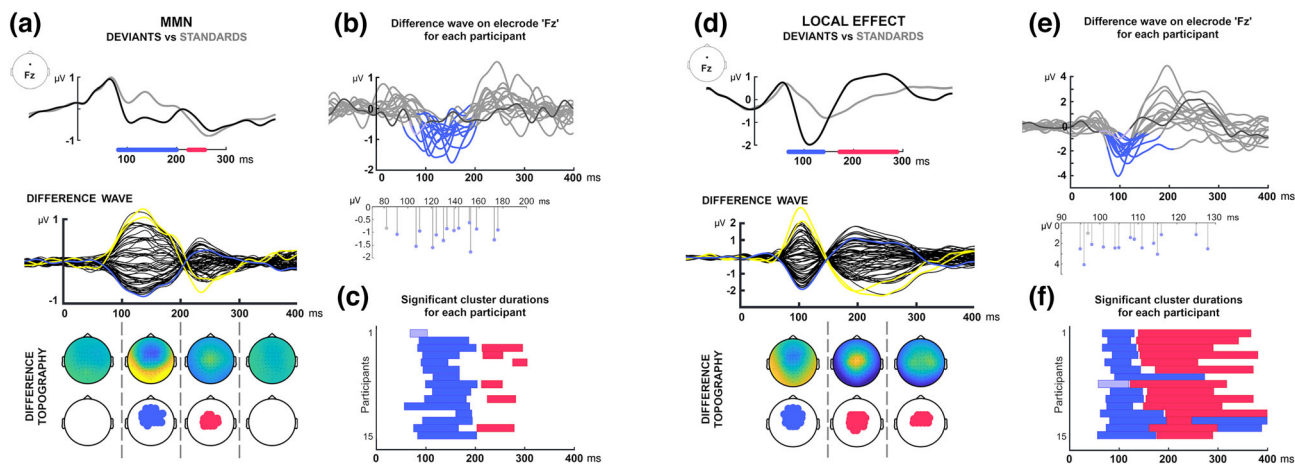 (a)
MMN
DEVIANTS vs STANDARDS
Fz
µV
1
-1
100
200
300
ms
DIFFERENCE WAVE
µV
1
-1
0
100
200
300
400 ms
DIFFERENCE
TOPOGRAPHY
(b)
Difference wave on elecrode 'Fz'
for each participant
µV
1
0
-1
-2
0
100
200
300
400 ms
µV
80
100
120
140
160
180
200
ms
0
-0.5
-1
-1.5
-2
(c)
Significant cluster durations
for each participant
1
Participants
15
0
100
200
300
400 ms
(d)
LOCAL EFFECT
DEVIANTS vs STANDARDS
Fz
µV
1
0
-1
-2
100
200
300
ms
DIFFERENCE WAVE
µV
2
1
0
-1
-2
0
100
200
300
400 ms
DIFFERENCE
TOPOGRAPHY
(e)
Difference wave on elecrode 'Fz'
for each participant
µV
4
2
0
-2
-4
0
100
200
300
400 ms
90
100
110
120
130
ms
µV
0
2
4
(f)
Significant cluster durations
for each participant
1
Participants
15
0
100
200
300
400 ms